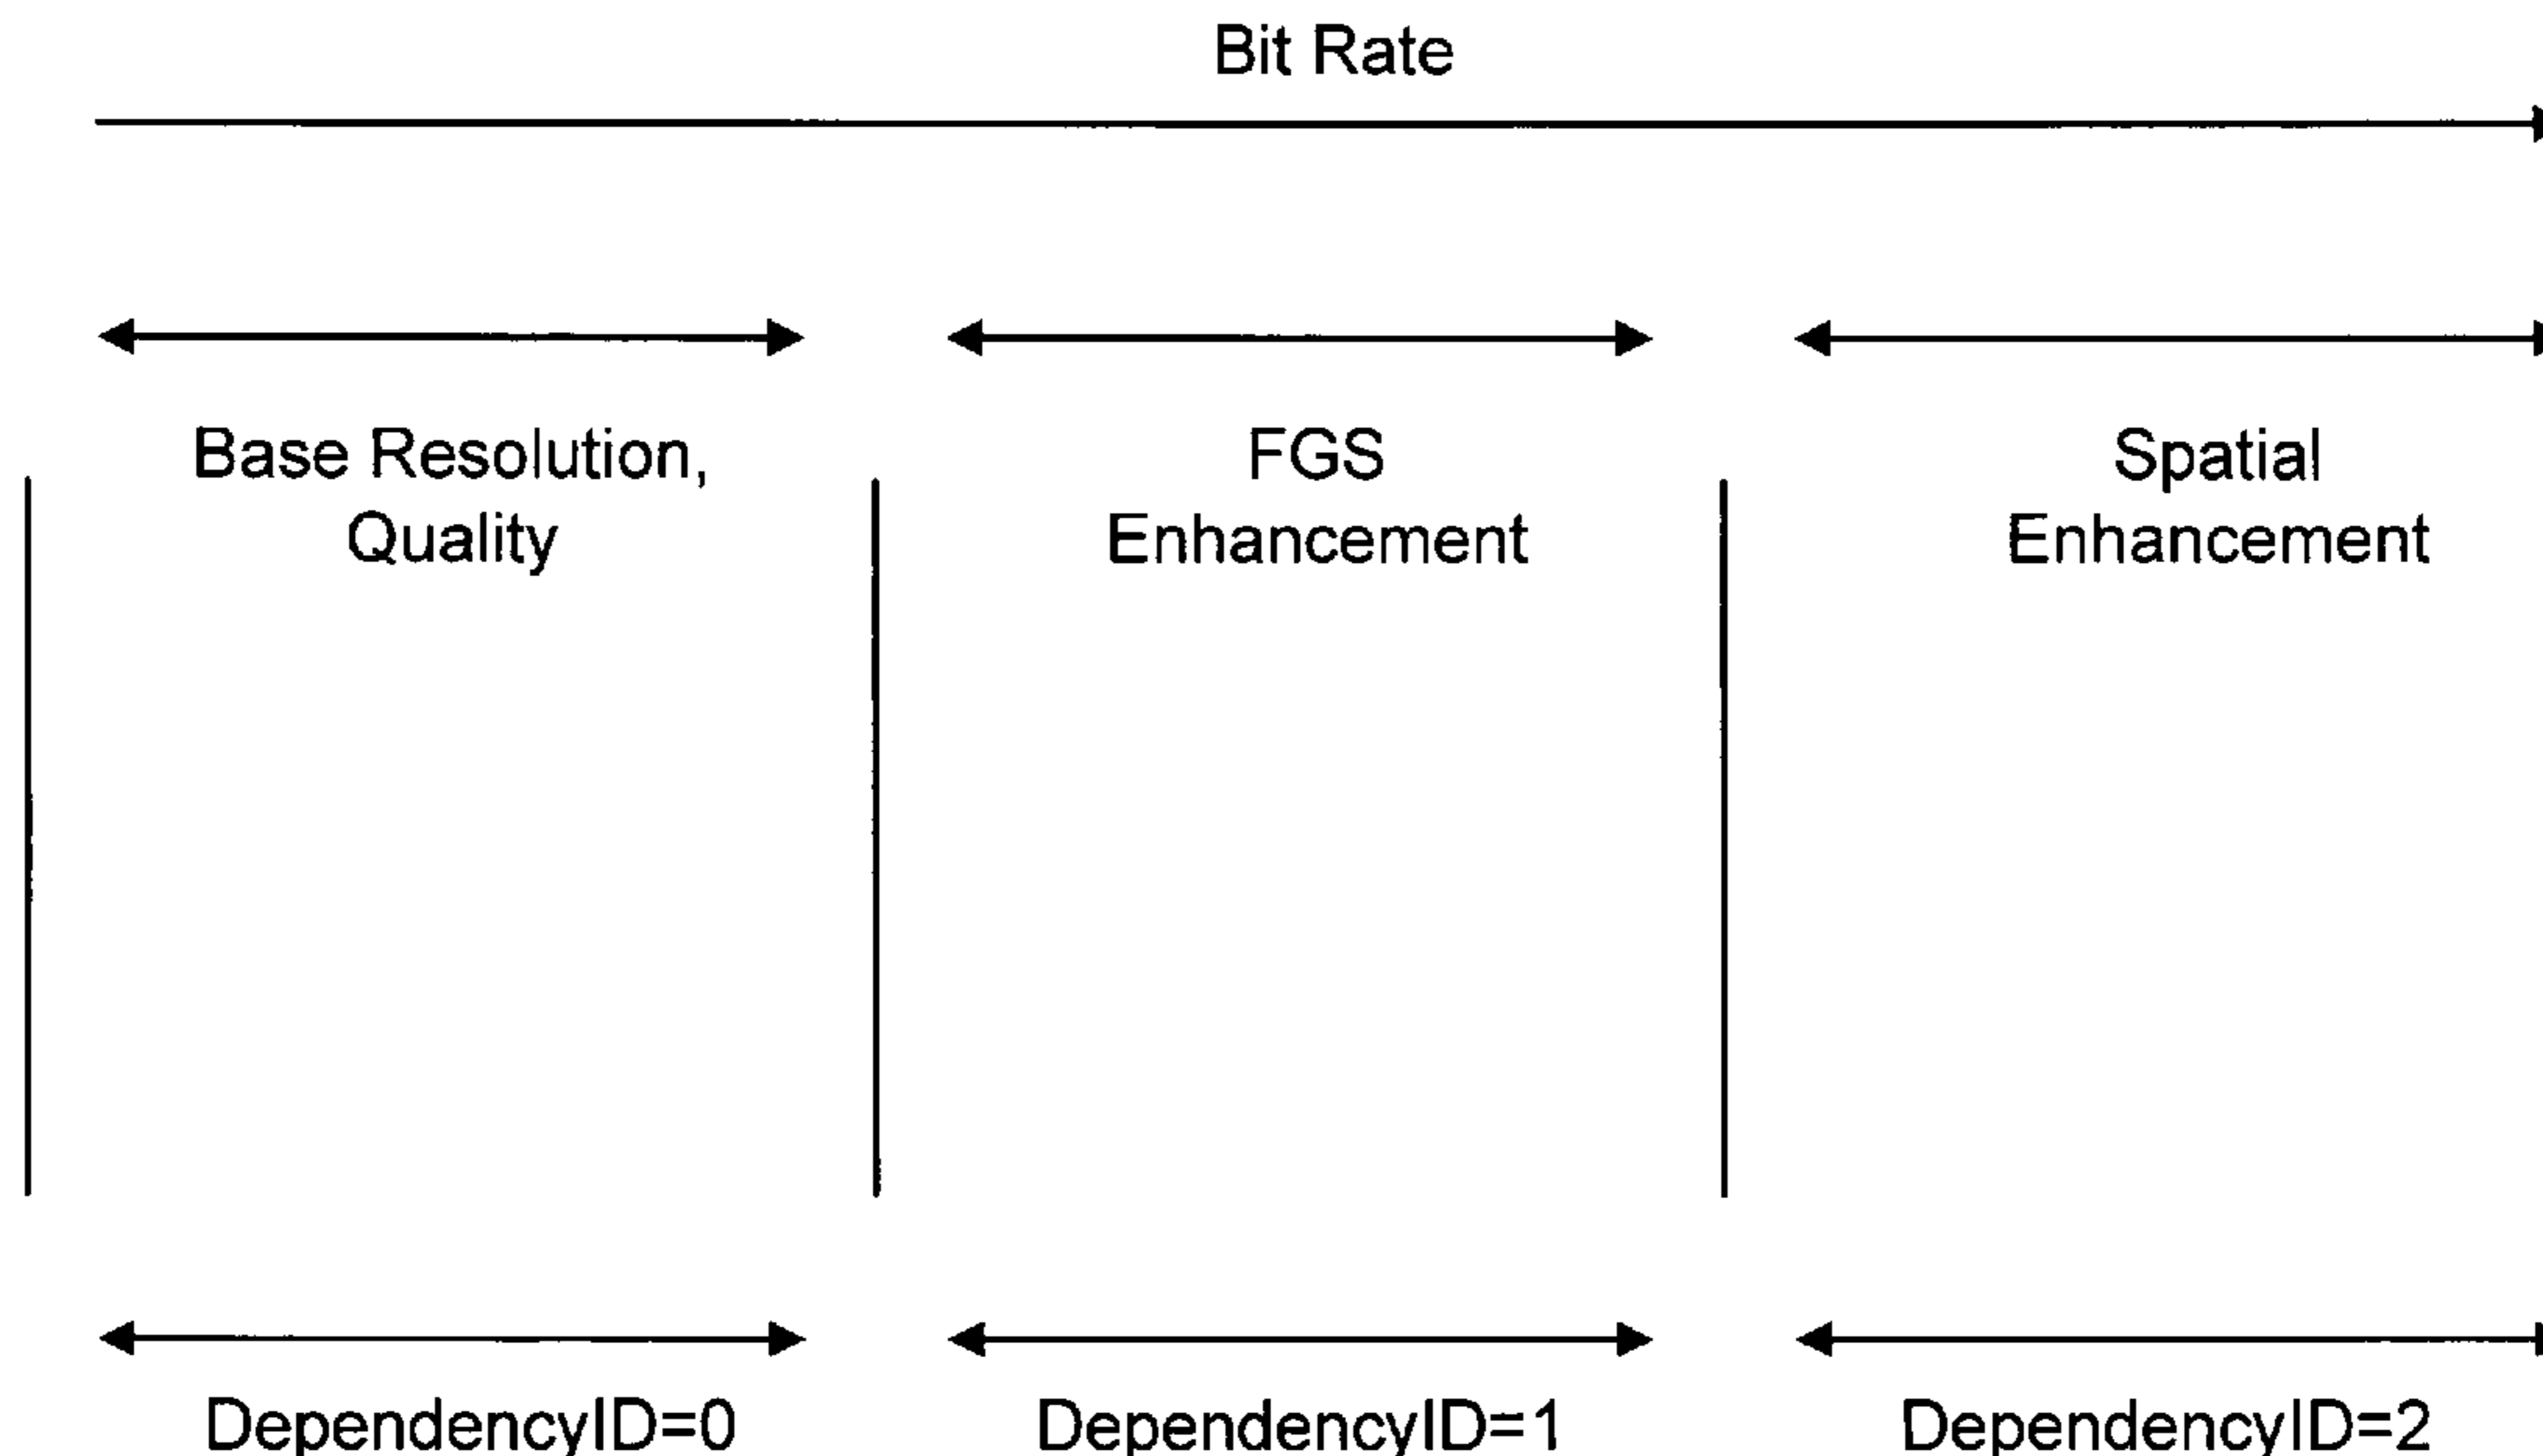 Bit Rate
Base Resolution,
Quality
FGS
Enhancement
Spatial
Enhancement
DependencyID=0
DependencyID=1
DependencyID=2